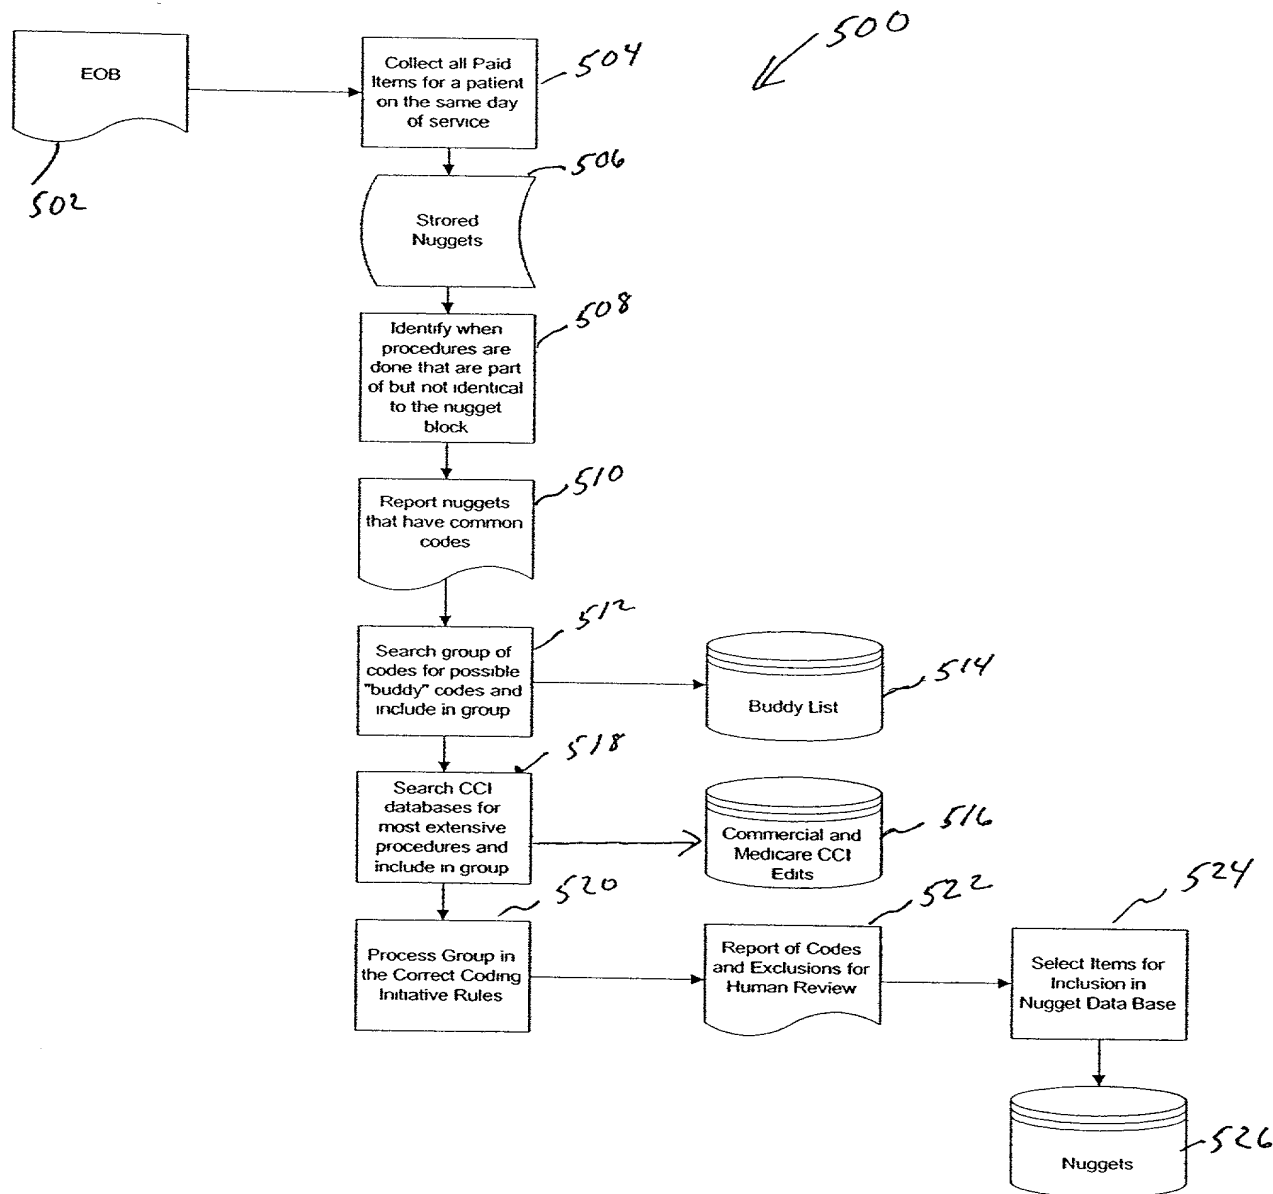 500
EOB
502
Collect all Paid
Items for a patient
on the same day
of service
504
506
Strored
Nuggets
508
Identify when
procedures are
done that are part
of but not identical
to the nugget
block
510
Report nuggets
that have common
codes
512
Search group of
codes for possible
"buddy" codes and
include in group
514
Buddy List
518
Search CCI
databases for
most extensive
procedures and
include in group
516
Commercial and
Medicare CCI
Edits
520
Process Group in
the Correct Coding
Initiative Rules
522
Report of Codes
and Exclusions for
Human Review
524
Select Items for
Inclusion in
Nugget Data Base
526
Nuggets